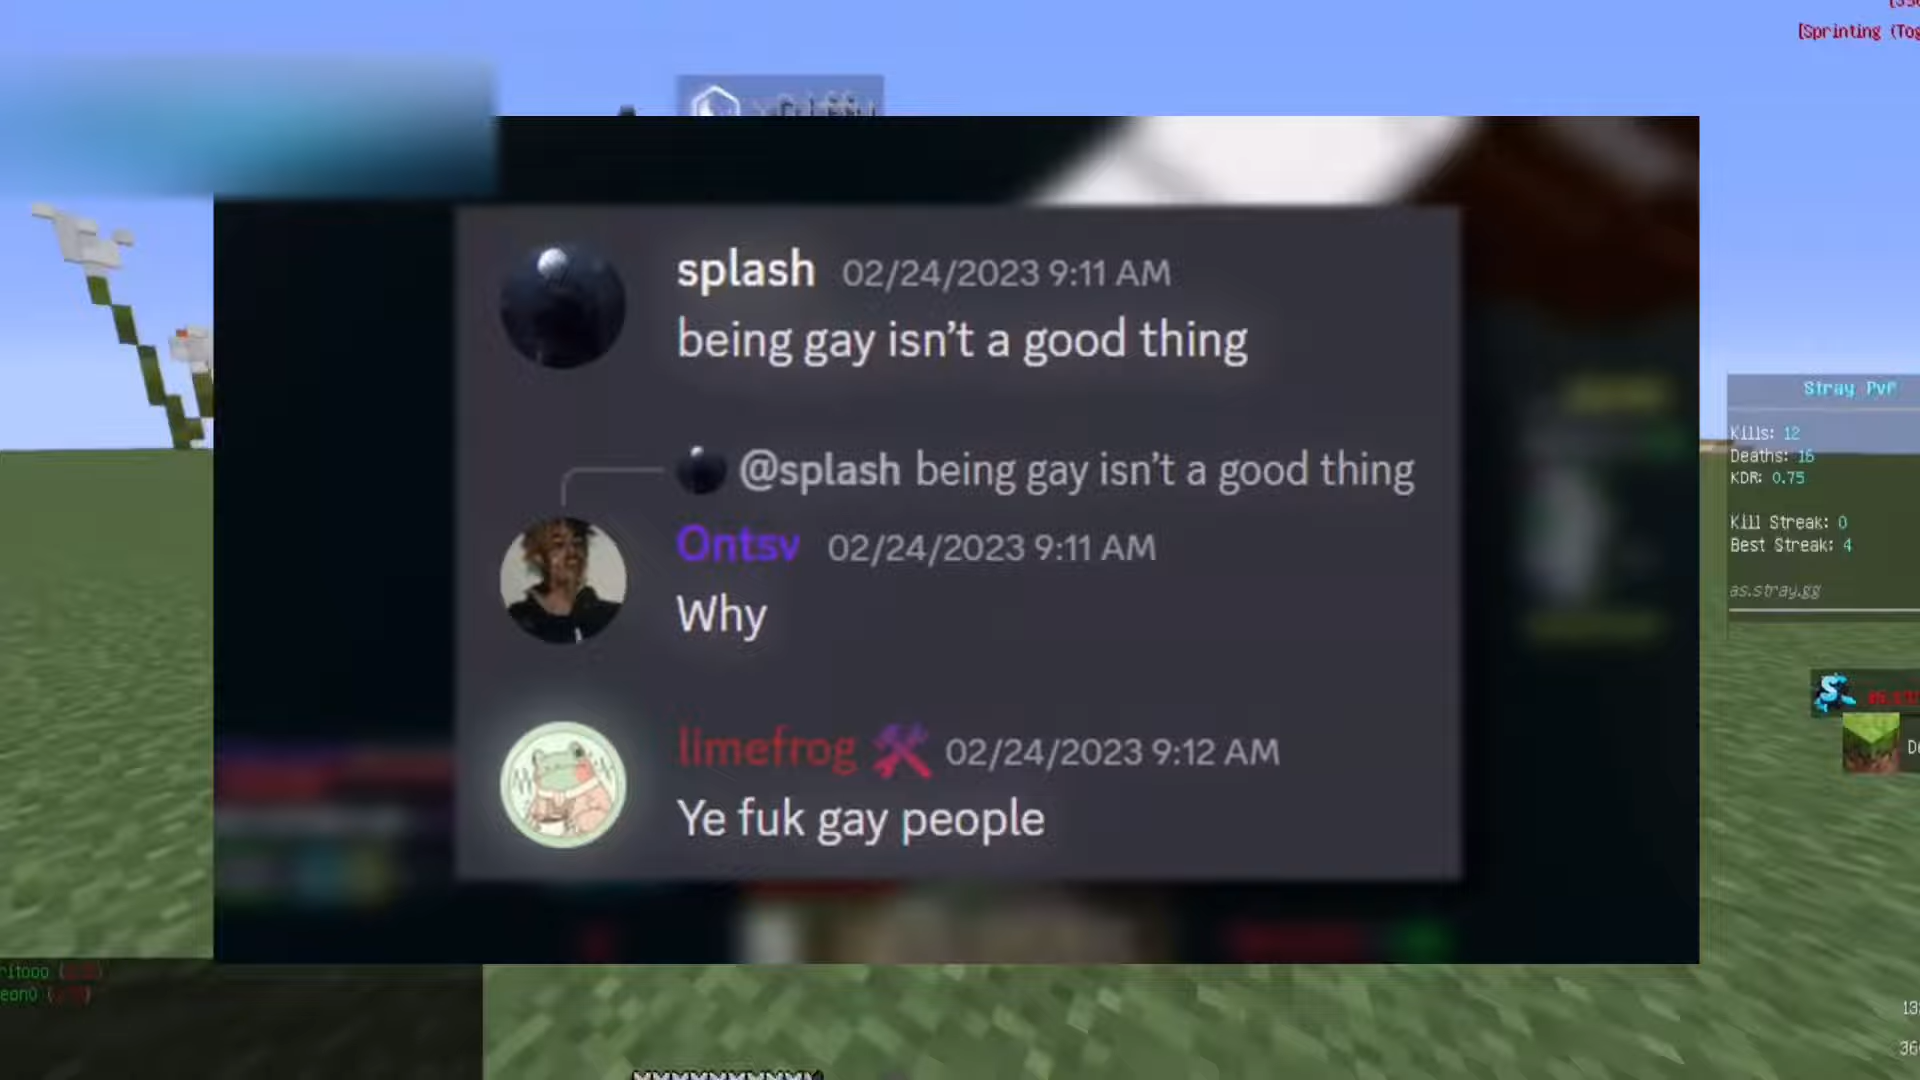 [Sprinting (Tog
splash 02/24/2023 9:11 AM
being gay isn't a good thing
@splash being gay isn't a good thing
Ontsv 02/24/2023 9:11 AM
Why
limefrog 02/24/2023 9:12 AM
Ye fuk gay people
Stray PvP
Kills: 12
Deaths: 16
KDR: 0.75
Kill Streak: 0
Best Streak: 4
as.stray.gg
ritooo
ean0